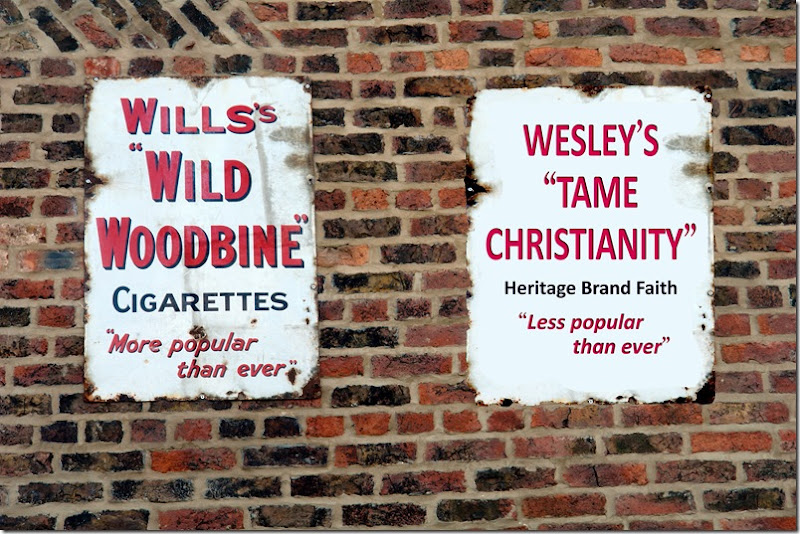 WILLS'S
"WILD
WOODBINE"
CIGARETTES
"More popular
than ever"
WESLEY'S
"TAME
CHRISTIANITY"
Heritage Brand Faith
"Less popular
than ever"